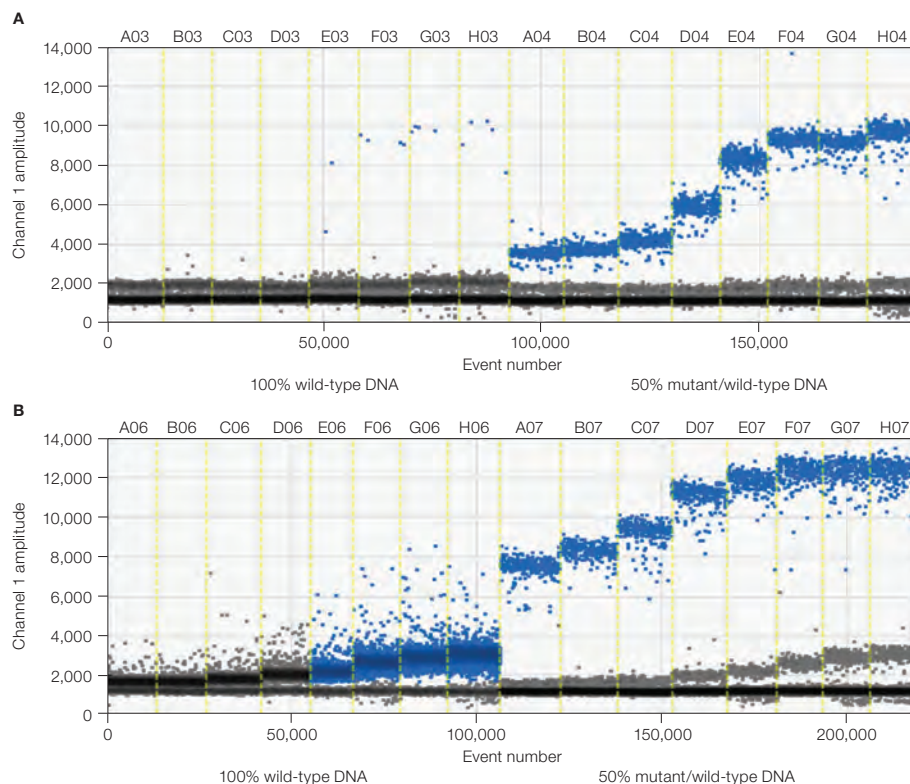 A
A03 B03 C03 D03 E03 F03 G03 H03 A04 B04 C04 D04 E04 F04 G04 H04
14,000
12,000
10,000
8,000
6,000
4,000
2,000
0
Channel 1 amplitude
0 50,000 100,000 150,000
Event number
100% wild-type DNA 50% mutant/wild-type DNA
B
A06 B06 C06 D06 E06 F06 G06 H06 A07 B07 C07 D07 E07 F07 G07 H07
14,000
12,000
10,000
8,000
6,000
4,000
2,000
0
Channel 1 amplitude
0 50,000 100,000 150,000 200,000
Event number
100% wild-type DNA 50% mutant/wild-type DNA